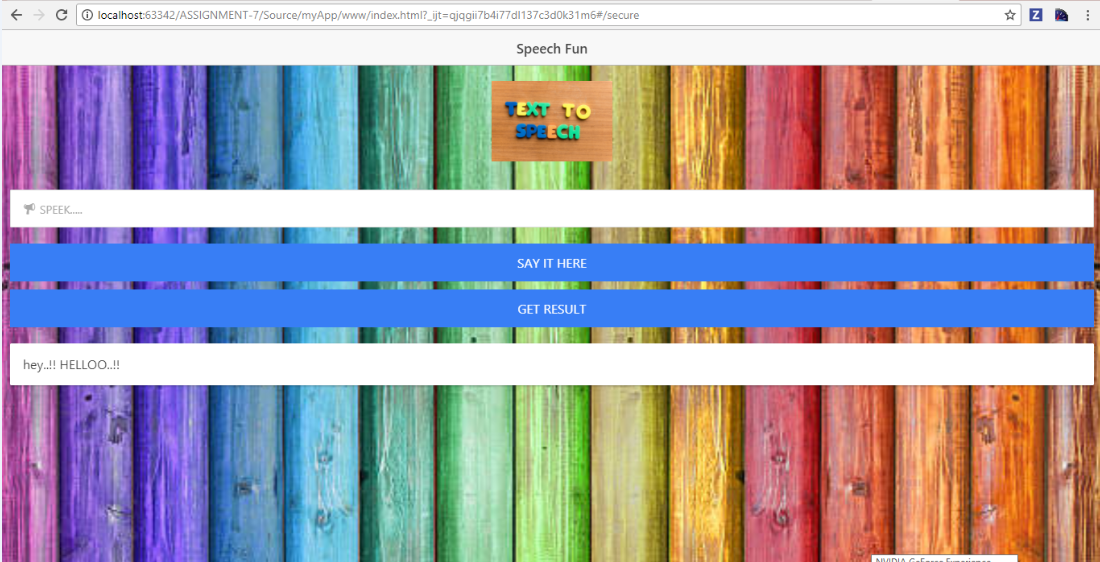 localhost:63342/ASSIGNMENT-7/Source/myApp/www/index.html?_ijt=qjqgii7b4i77dl137c3d0k31m6#/secure
Z
Speech Fun
TEXT TO
SPEECH
SPEEK.....
SAY IT HERE
GET RESULT
hey..!! HELLOO..!!
NVIDIA GeForce Experience